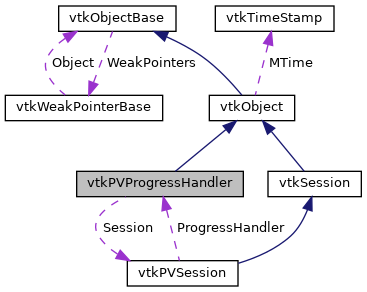 vtkObjectBase
vtkTimeStamp
Object
WeakPointers
MTime
vtkWeakPointerBase
vtkObject
vtkPVProgressHandler
vtkSession
Session
ProgressHandler
vtkPVSession